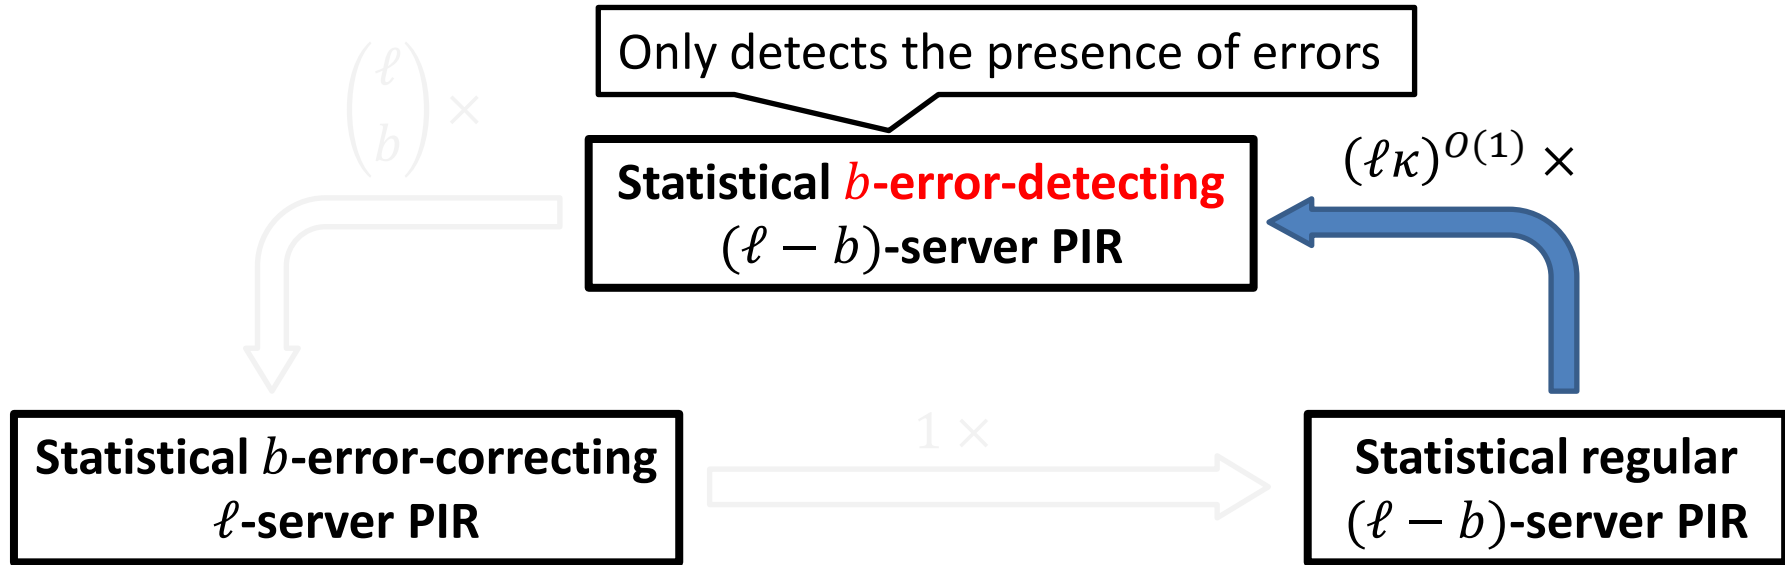 Only detects the presence of errors
(ℓ
b) ×
Statistical b-error-detecting
(ℓ − b)-server PIR
(ℓκ)^{O(1)} ×
1 ×
Statistical b-error-correcting
ℓ-server PIR
Statistical regular
(ℓ − b)-server PIR